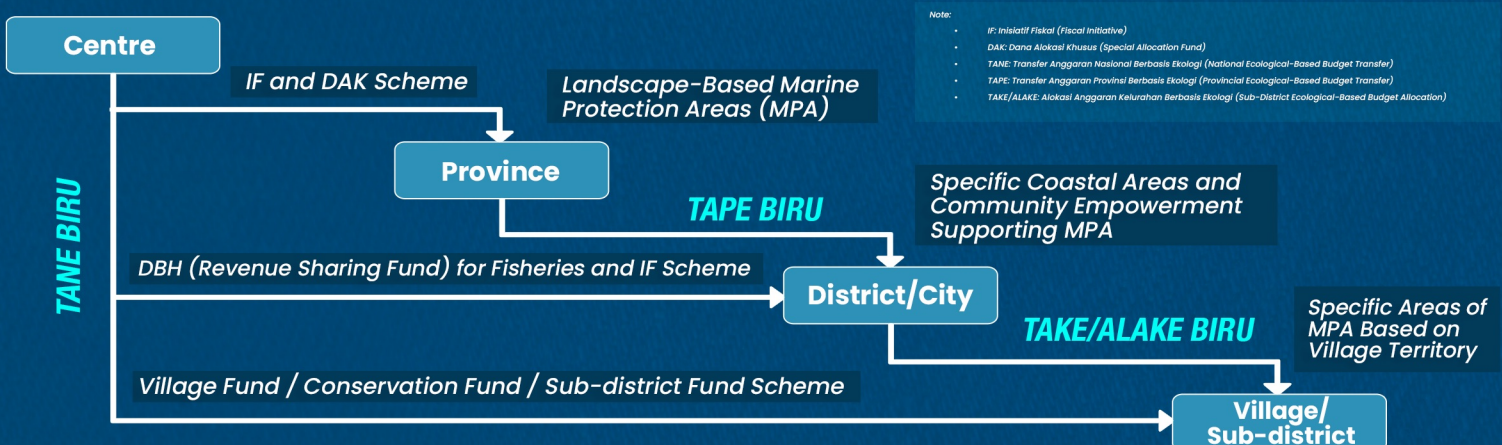 Centre
Note:
• IF: Inisiatif Fiskal (Fiscal Initiative)
• DAK: Dana Alokasi Khusus (Special Allocation Fund)
• TANE: Transfer Anggaran Nasional Berbasis Ekologi (National Ecological-Based Budget Transfer)
• TAPE: Transfer Anggaran Provinsi Berbasis Ekologi (Provincial Ecological-Based Budget Transfer)
• TAKE/ALAKE: Alokasi Anggaran Kelurahan Berbasis Ekologi (Sub-District Ecological-Based Budget Allocation)
IF and DAK Scheme
Landscape-Based Marine
Protection Areas (MPA)
Province
TANE BIRU
TAPE BIRU
Specific Coastal Areas and
Community Empowerment
Supporting MPA
DBH (Revenue Sharing Fund) for Fisheries and IF Scheme
District/City
TAKE/ALAKE BIRU
Specific Areas of
MPA Based on
Village Territory
Village Fund / Conservation Fund / Sub-district Fund Scheme
Village/
Sub-district